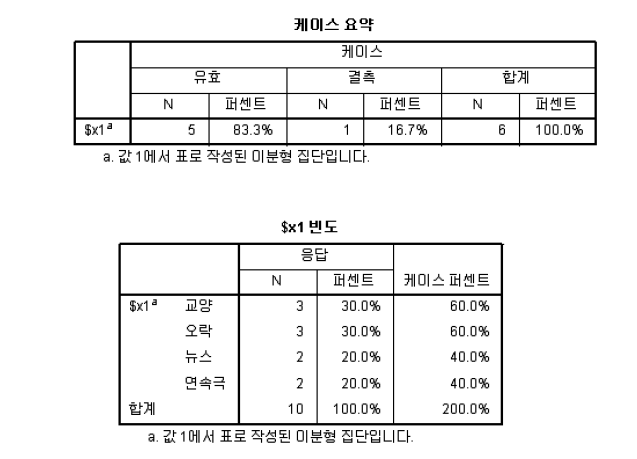 케이스 요약
케이스
유효 결측 합계
N 퍼센트 N 퍼센트 N 퍼센트
$x1a 5 83.3% 1 16.7% 6 100.0%
a. 값 1에서 표로 작성된 이분형 집단입니다.
$x1 빈도
응답
N 퍼센트 케이스 퍼센트
$x1a 교양 3 30.0% 60.0%
오락 3 30.0% 60.0%
뉴스 2 20.0% 40.0%
연속극 2 20.0% 40.0%
합계 10 100.0% 200.0%
a. 값 1에서 표로 작성된 이분형 집단입니다.